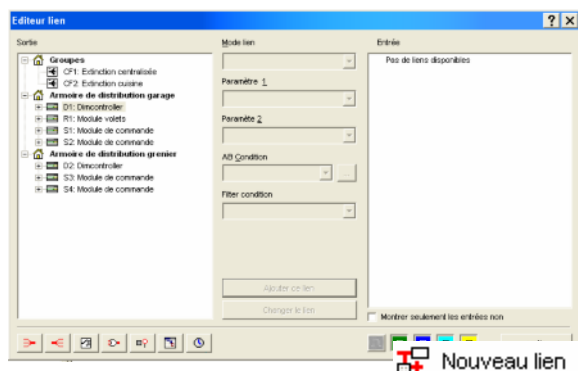 Editeur lien
Sortie
Groupes
CF1: Extinction centralisée
CF2: Extinction cuisine
Armoire de distribution garage
D1: Dimcontroller
R1: Module volets
S1: Module de commande
S2: Module de commande
Armoire de distribution grenier
D2: Dimcontroller
S3: Module de commande
S4: Module de commande
Mode lien
Paramètre 1
Paramète 2
AB Condition
...
Filter condition
Ajouter ce lien
Changer le lien
Entrée
Pas de liens disponibles
Montrer seulement les entrées non
Nouveau lien